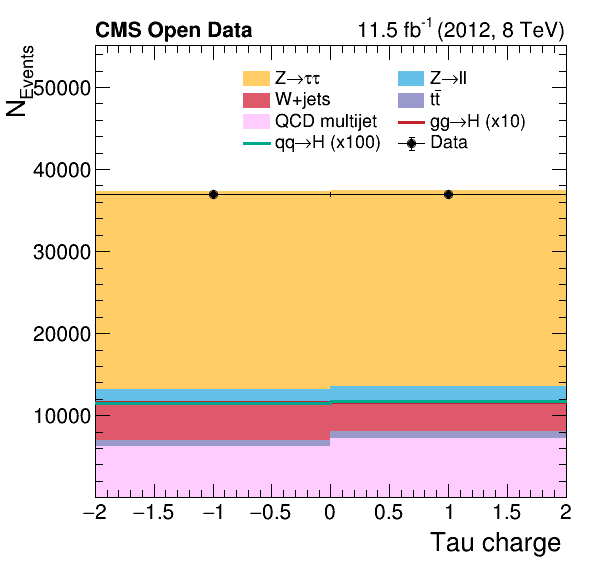 CMS Open Data 11.5 fb⁻¹ (2012, 8 TeV)
N_Events
Z→ττ Z→ll
W+jets tt̄
QCD multijet gg→H (x10)
qq→H (x100) Data
50000
40000
30000
20000
10000
−2 −1.5 −1 −0.5 0 0.5 1 1.5 2
Tau charge